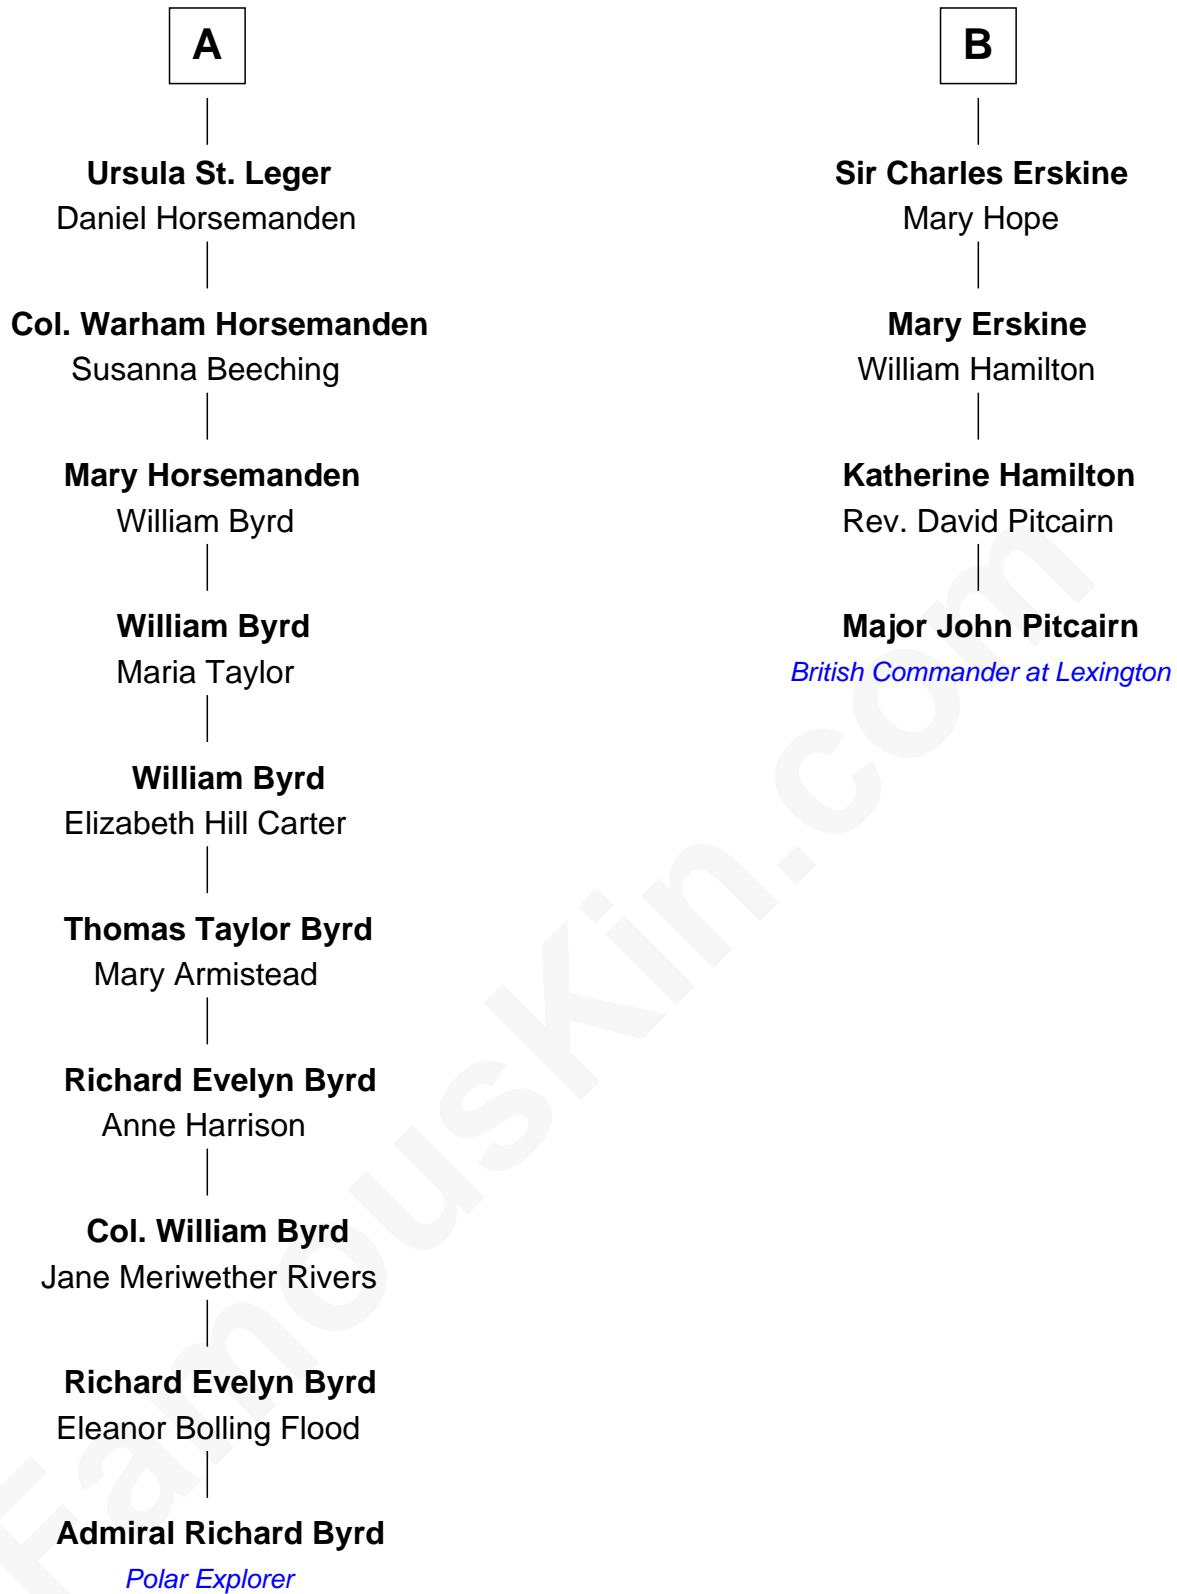 A
Ursula St. Leger
Daniel Horsemanden
Col. Warham Horsemanden
Susanna Beeching
Mary Horsemanden
William Byrd
William Byrd
Maria Taylor
William Byrd
Elizabeth Hill Carter
Thomas Taylor Byrd
Mary Armistead
Richard Evelyn Byrd
Anne Harrison
Col. William Byrd
Jane Meriwether Rivers
Richard Evelyn Byrd
Eleanor Bolling Flood
Admiral Richard Byrd
Polar Explorer
B
Sir Charles Erskine
Mary Hope
Mary Erskine
William Hamilton
Katherine Hamilton
Rev. David Pitcairn
Major John Pitcairn
British Commander at Lexington
FamousKin.com